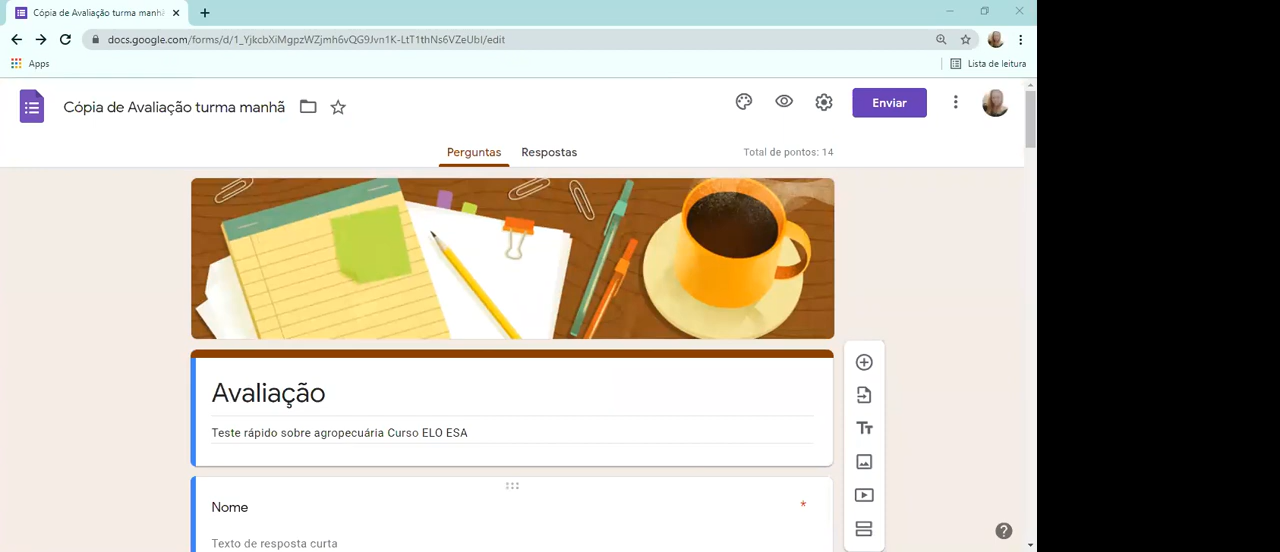 Cópia de Avaliação turma manhã
docs.google.com/forms/d/1_YjkcbXiMgpzWZjmh6vQG9Jvn1K-LtT1thNs6VZeUbI/edit
Apps
Lista de leitura
Cópia de Avaliação turma manhã
Enviar
Perguntas
Respostas
Total de pontos: 14
Avaliação
Teste rápido sobre agropecuária Curso ELO ESA
Nome
*
Texto de resposta curta